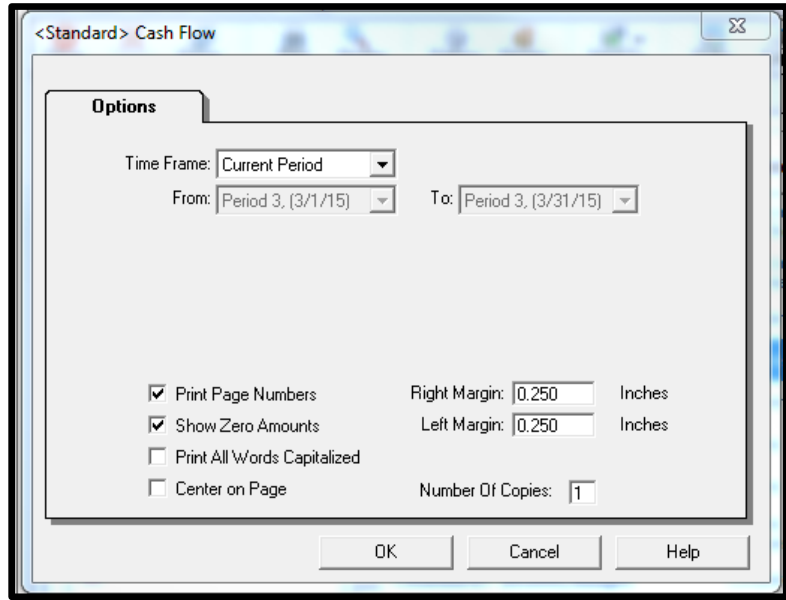 <Standard> Cash Flow
Options
Time Frame: Current Period
From: Period 3, (3/1/15) To: Period 3, (3/31/15)
Print Page Numbers Right Margin: 0.250 Inches
Show Zero Amounts Left Margin: 0.250 Inches
Print All Words Capitalized
Center on Page Number Of Copies: 1
OK Cancel Help